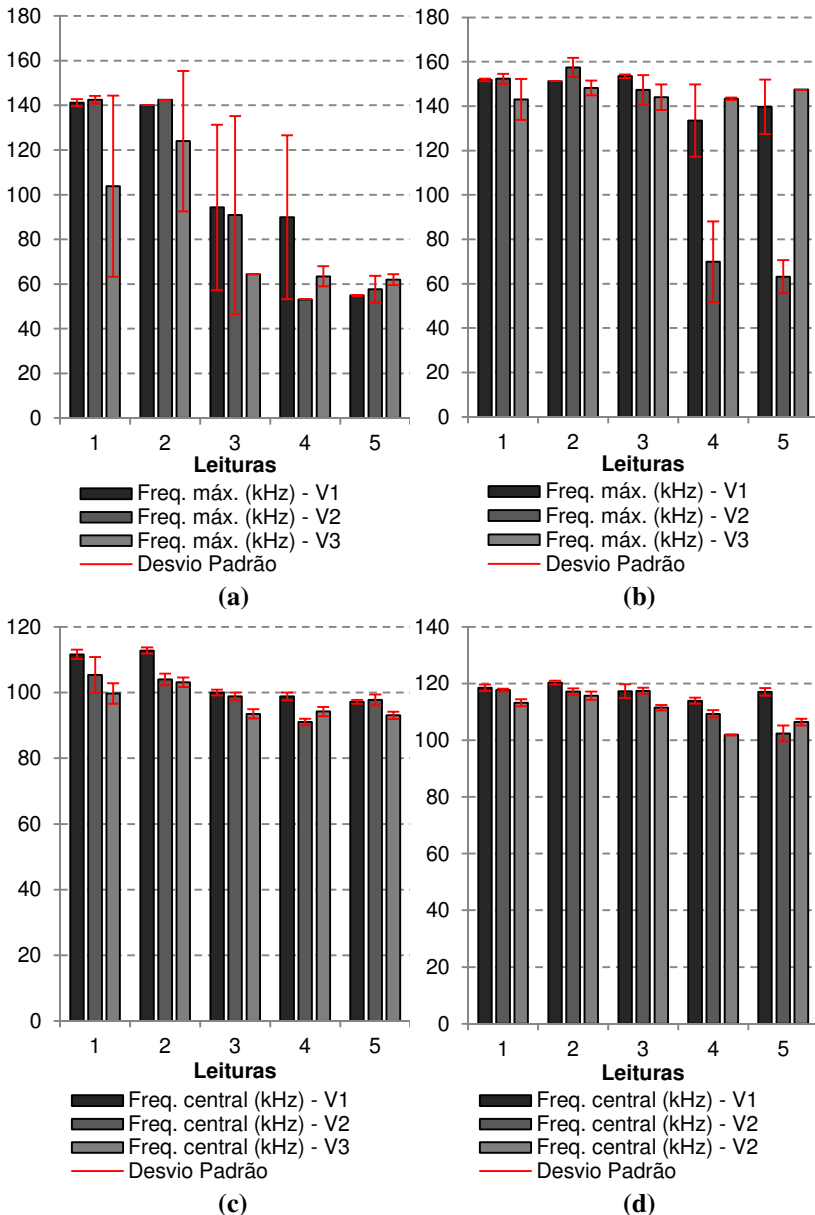 180
160
140
120
100
80
60
40
20
0
1 2 3 4 5
Leituras
Freq. máx. (kHz) - V1
Freq. máx. (kHz) - V2
Freq. máx. (kHz) - V3
Desvio Padrão
(a)
180
160
140
120
100
80
60
40
20
0
1 2 3 4 5
Leituras
Freq. máx. (kHz) - V1
Freq. máx. (kHz) - V2
Freq. máx. (kHz) - V3
Desvio Padrão
(b)
120
100
80
60
40
20
0
1 2 3 4 5
Leituras
Freq. central (kHz) - V1
Freq. central (kHz) - V2
Freq. central (kHz) - V3
Desvio Padrão
(c)
140
120
100
80
60
40
20
0
1 2 3 4 5
Leituras
Freq. central (kHz) - V1
Freq. central (kHz) - V2
Freq. central (kHz) - V2
Desvio Padrão
(d)